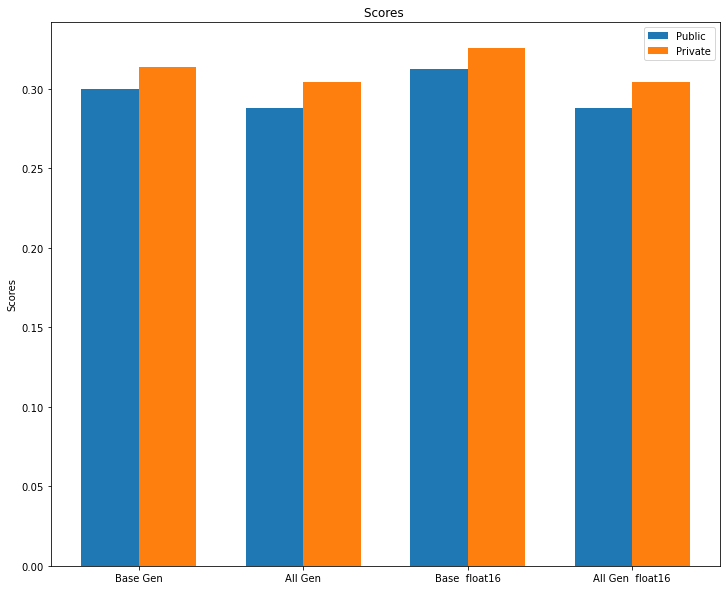 Scores
Public
Private
0.30
0.25
0.20
0.15
0.10
0.05
0.00
Scores
Base Gen
All Gen
Base  float16
All Gen  float16